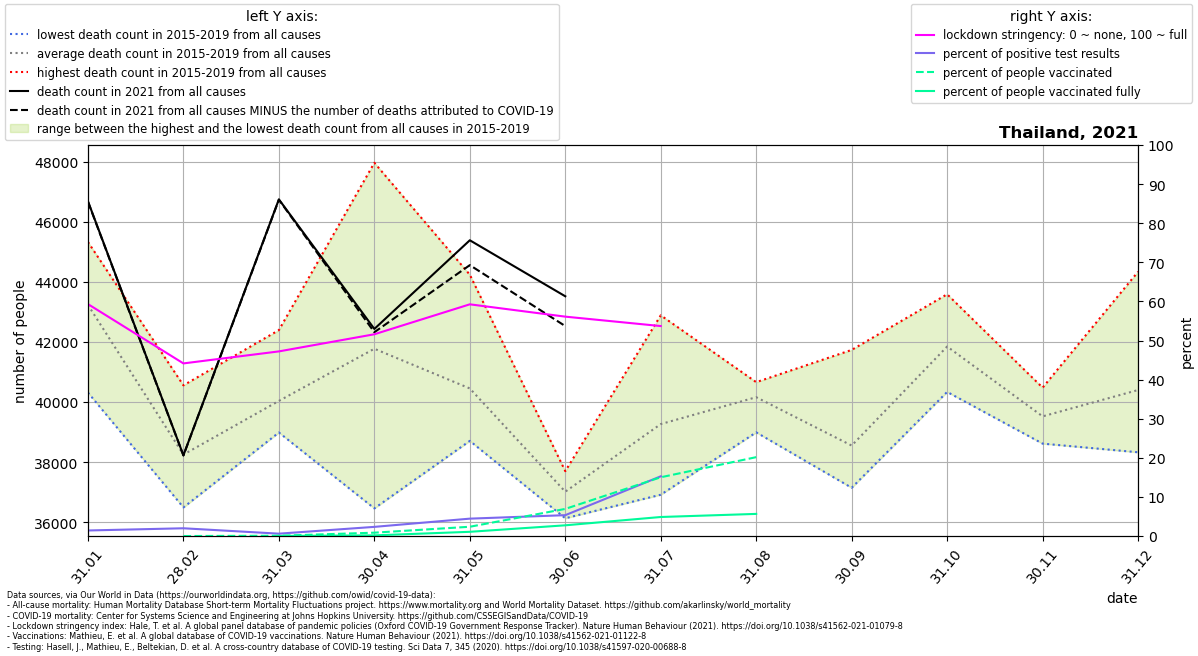 left Y axis:
lowest death count in 2015-2019 from all causes
average death count in 2015-2019 from all causes
highest death count in 2015-2019 from all causes
death count in 2021 from all causes
death count in 2021 from all causes MINUS the number of deaths attributed to COVID-19
range between the highest and the lowest death count from all causes in 2015-2019
right Y axis:
lockdown stringency: 0 ~ none, 100 ~ full
percent of positive test results
percent of people vaccinated
percent of people vaccinated fully
Thailand, 2021
number of people
48000
46000
44000
42000
40000
38000
36000
100
90
80
70
60
50
40
30
20
10
0
percent
31.01
28.02
31.03
30.04
31.05
30.06
31.07
31.08
30.09
31.10
30.11
31.12
date
Data sources, via Our World in Data (https://ourworldindata.org, https://github.com/owid/covid-19-data):
- All-cause mortality: Human Mortality Database Short-term Mortality Fluctuations project. https://www.mortality.org and World Mortality Dataset. https://github.com/akarlinsky/world_mortality
- COVID-19 mortality: Center for Systems Science and Engineering at Johns Hopkins University. https://github.com/CSSEGISandData/COVID-19
- Lockdown stringency index: Hale, T. et al. A global panel database of pandemic policies (Oxford COVID-19 Government Response Tracker). Nature Human Behaviour (2021). https://doi.org/10.1038/s41562-021-01079-8
- Vaccinations: Mathieu, E. et al. A global database of COVID-19 vaccinations. Nature Human Behaviour (2021). https://doi.org/10.1038/s41562-021-01122-8
- Testing: Hasell, J., Mathieu, E., Beltekian, D. et al. A cross-country database of COVID-19 testing. Sci Data 7, 345 (2020). https://doi.org/10.1038/s41597-020-00688-8